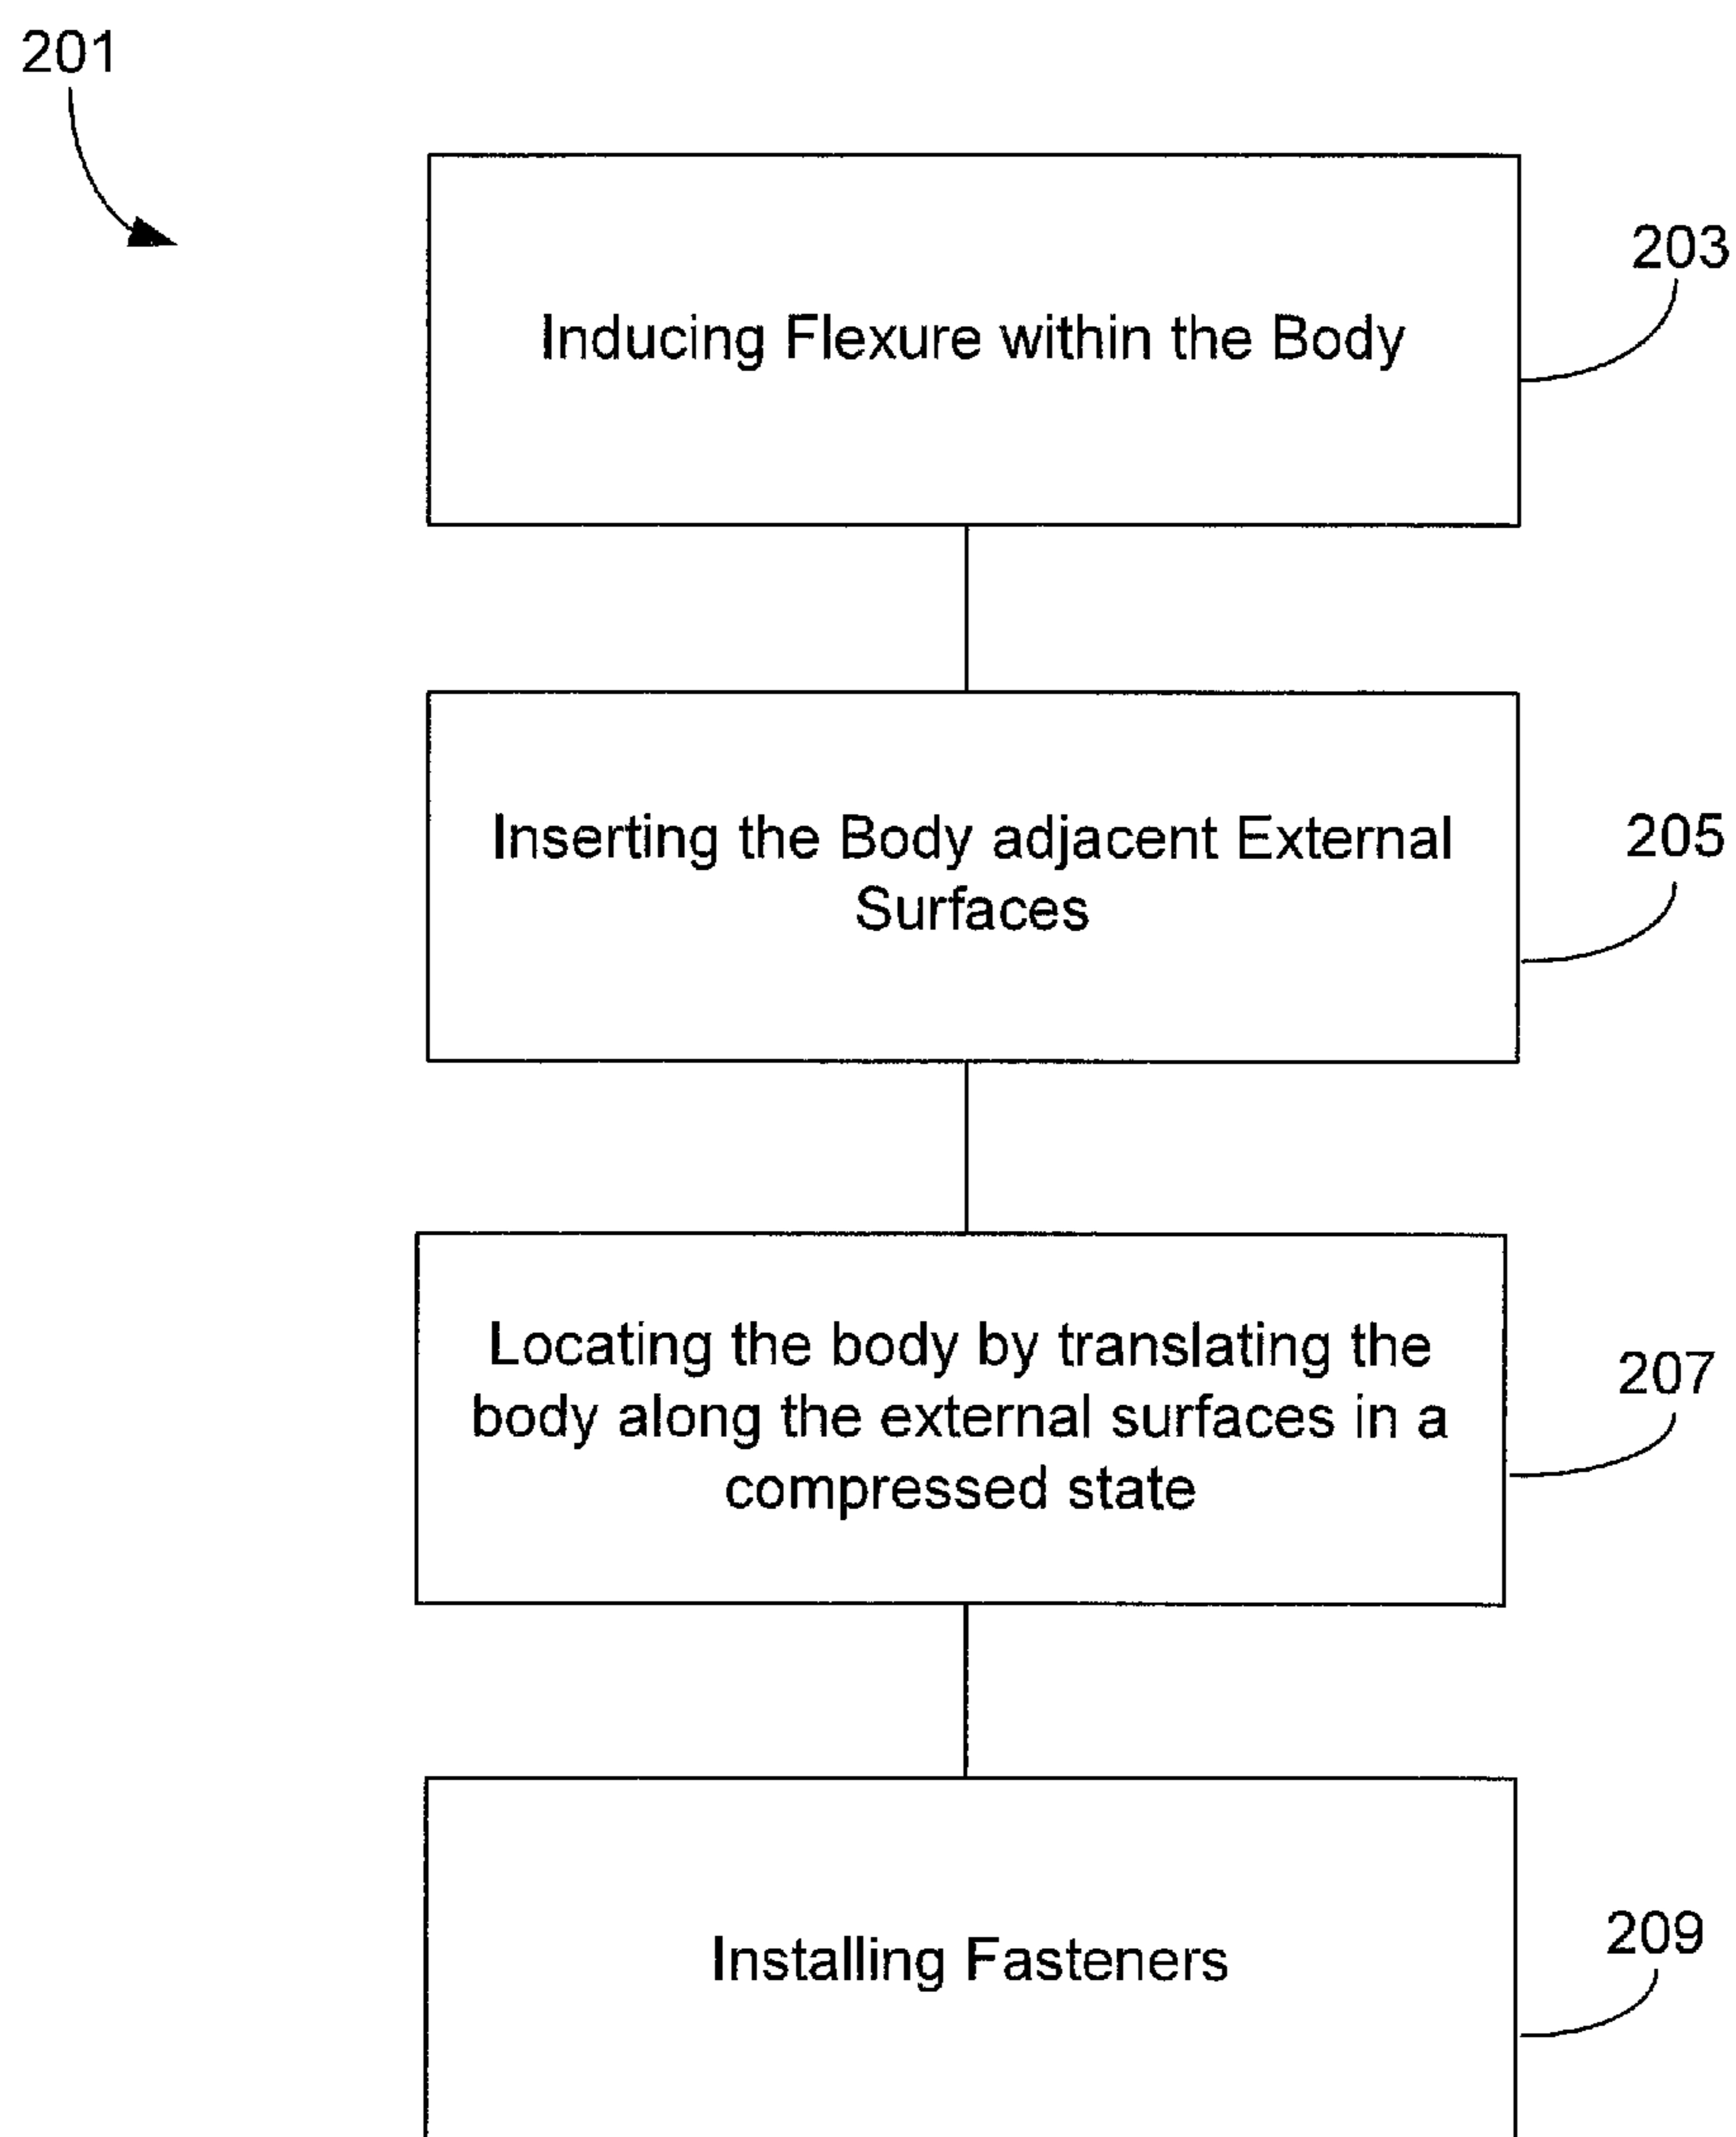 201
Inducing Flexure within the Body
203
Inserting the Body adjacent External
Surfaces
205
Locating the body by translating the
body along the external surfaces in a
compressed state
207
Installing Fasteners
209